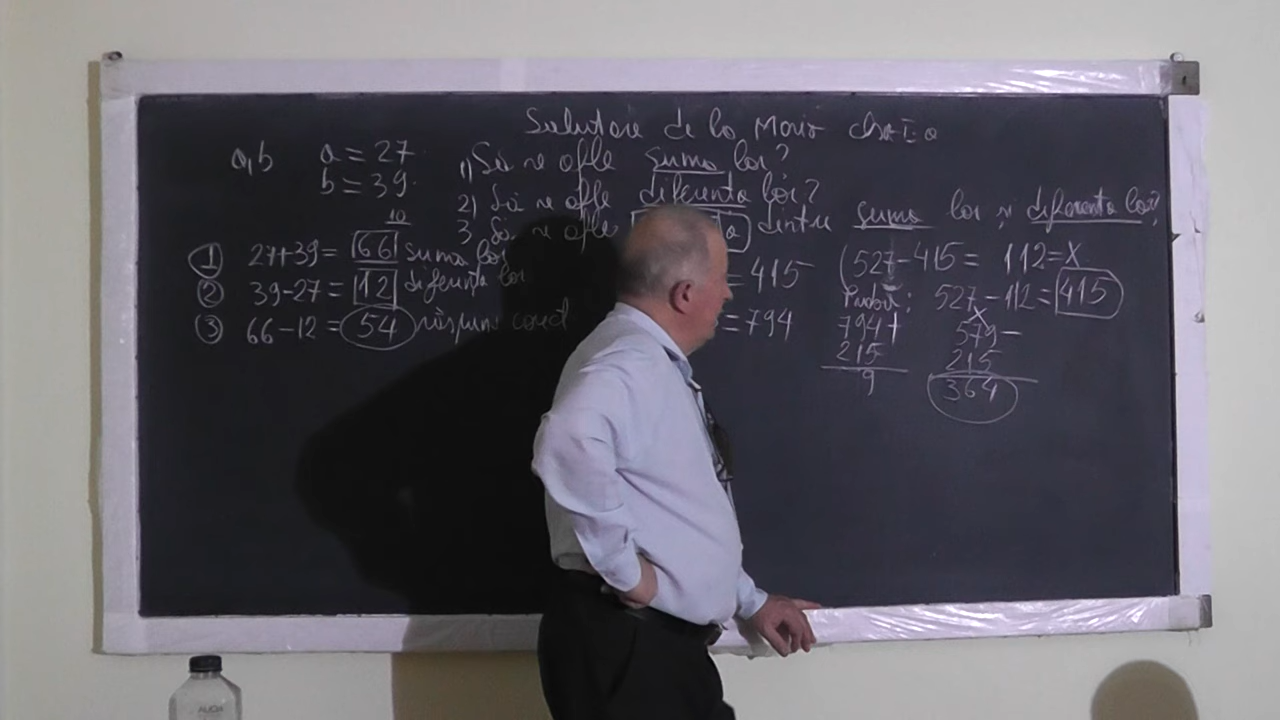 Salutare de la
a,b a = 27 1) Să se afle suma lor?
b = 39 2) Să se afle diferența lor?
3 Să se afle dintre suma lor și diferența lor?
10
1 27+39= 66 Suma lor
2 39-27= 12 diferența lor
3 66-12= 54 răspuns corect
= 415 (527-415= 112=X
Proba: 527-112= 415
X
= 794 794+ 579-
215 215
9 364